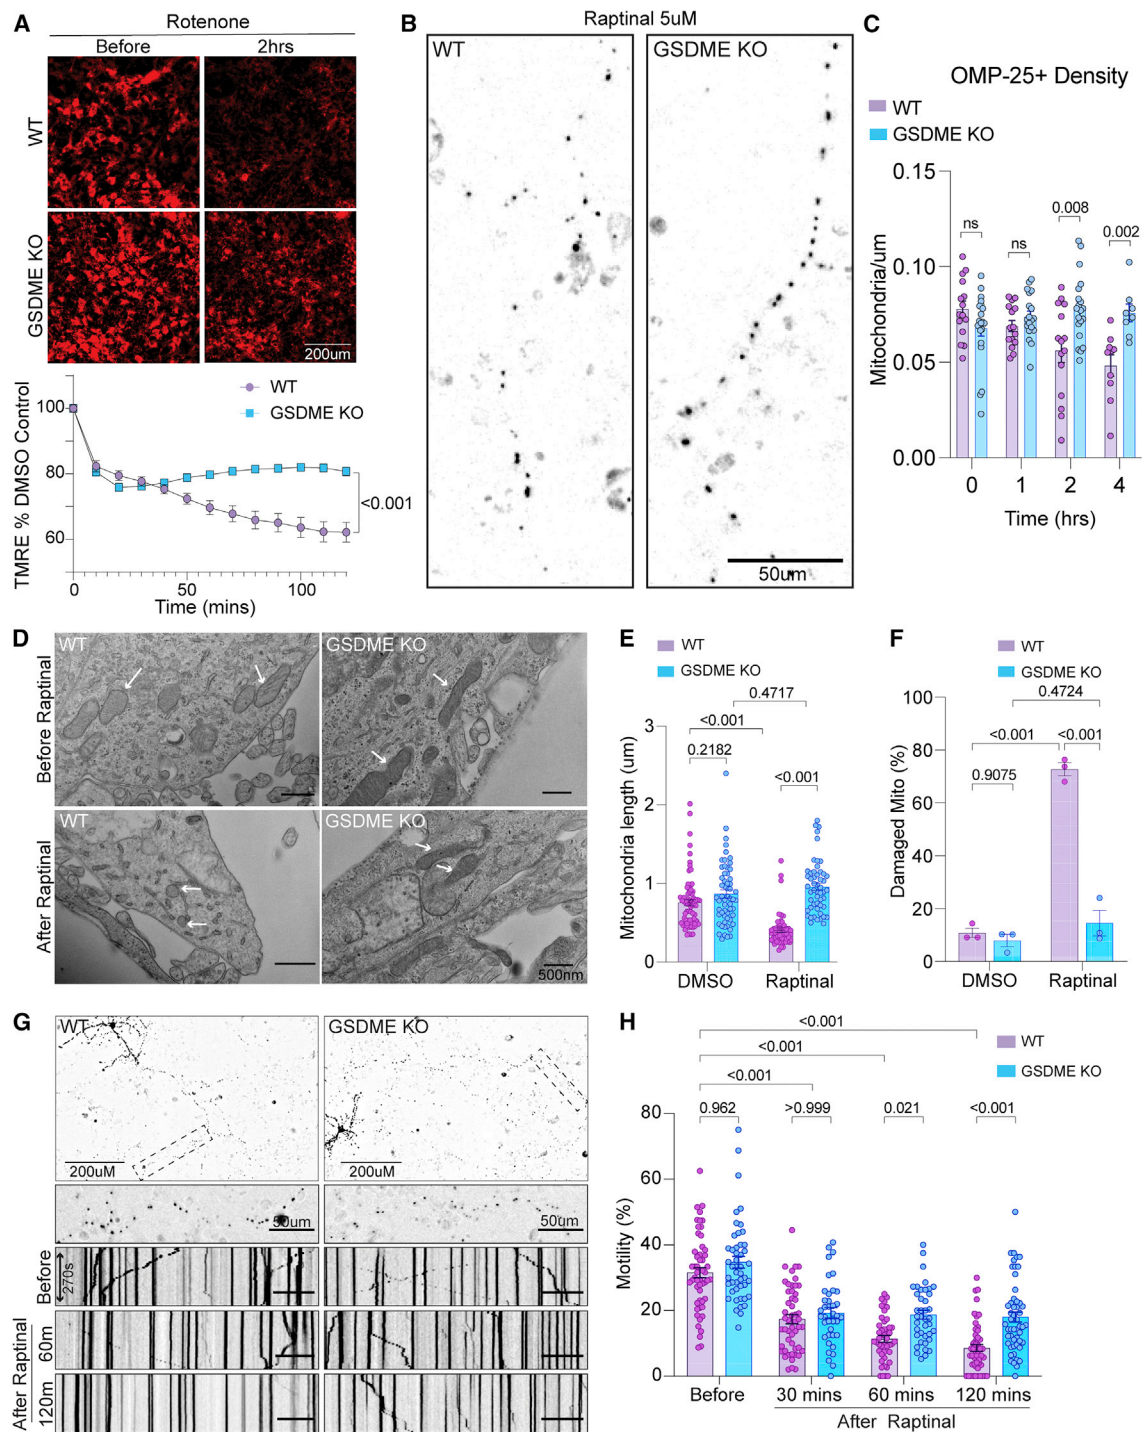 A
Rotenone
Before
2hrs
WT
GSDME KO
200um
WT
GSDME KO
TMRE % DMSO Control
100
80
60
<0.001
0
50
100
Time (mins)
B
Raptinal 5uM
WT
GSDME KO
50um
C
OMP-25+ Density
WT
GSDME KO
Mitochondria/um
0.15
0.10
0.05
0.00
ns
ns
0.008
0.002
0
1
2
4
Time (hrs)
D
Before Raptinal
WT
GSDME KO
After Raptinal
WT
GSDME KO
500nm
E
WT
GSDME KO
0.4717
<0.001
0.2182
<0.001
Mitochondria length (um)
3
2
1
0
DMSO
Raptinal
F
WT
GSDME KO
0.4724
<0.001
<0.001
0.9075
Damaged Mito (%)
100
80
60
40
20
0
DMSO
Raptinal
G
WT
GSDME KO
200uM
200uM
50um
50um
Before
270s
After Raptinal
60m
120m
H
WT
GSDME KO
<0.001
<0.001
<0.001
0.962
>0.999
0.021
<0.001
Motility (%)
80
60
40
20
0
Before
30 mins
60 mins
120 mins
After Raptinal